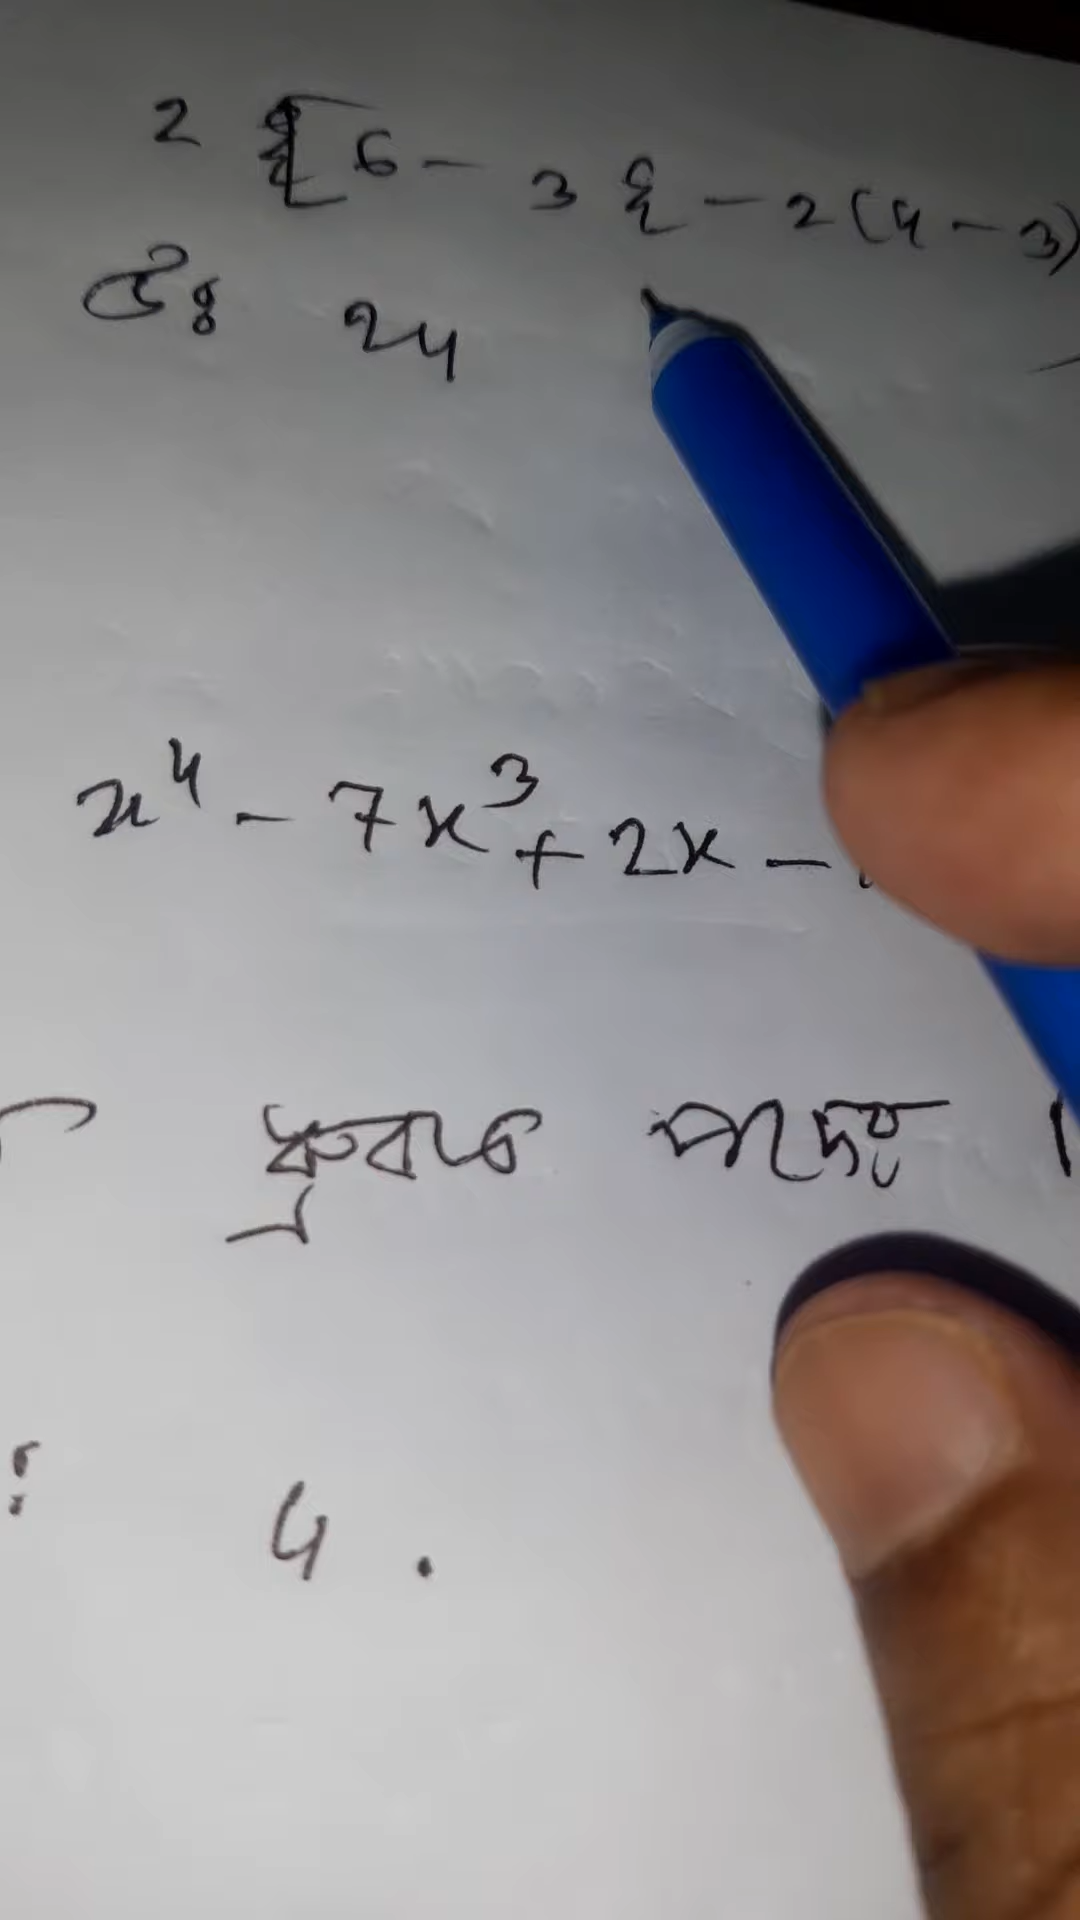 2 [6 - 3 { - 2(4 - 3)
উঃ 24
x⁴ - 7x³ + 2x -
ধ্রুবক পদঃ
: 4 .